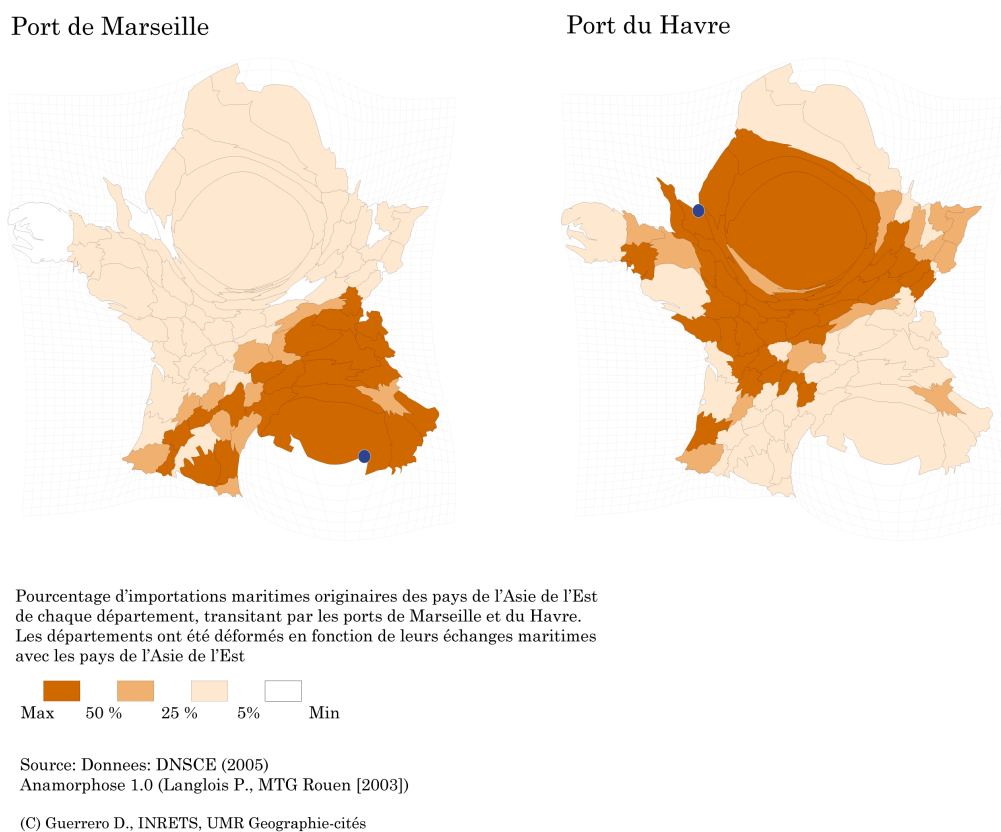 Port de Marseille
Port du Havre
Pourcentage d'importations maritimes originaires des pays de l'Asie de l'Est
de chaque département, transitant par les ports de Marseille et du Havre.
Les départements ont été déformés en fonction de leurs échanges maritimes
avec les pays de l'Asie de l'Est
Max 50 % 25 % 5% Min
Source: Donnees: DNSCE (2005)
Anamorphose 1.0 (Langlois P., MTG Rouen [2003])
(C) Guerrero D., INRETS, UMR Geographie-cités